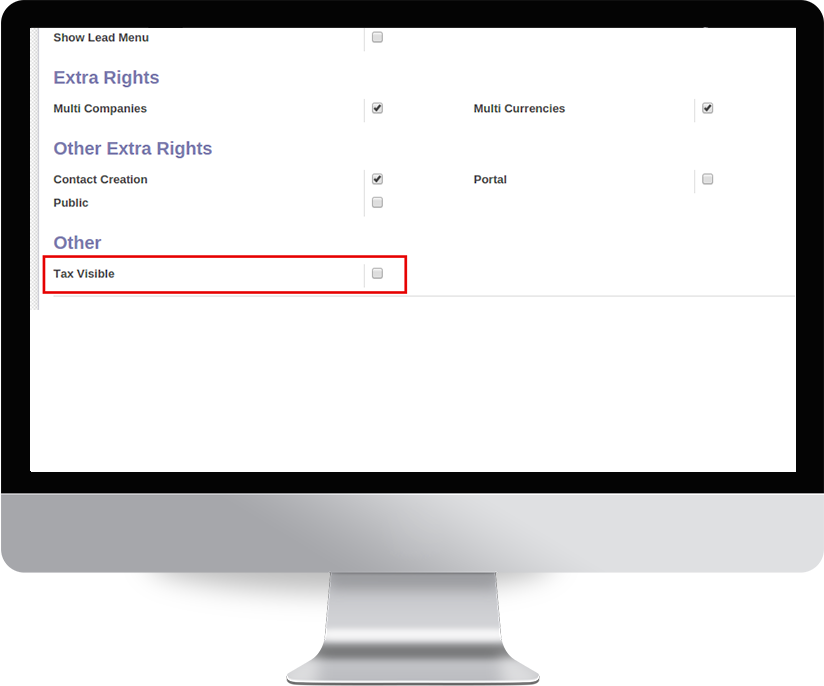 Show Lead Menu
Extra Rights
Multi Companies Multi Currencies
Other Extra Rights
Contact Creation Portal
Public
Other
Tax Visible